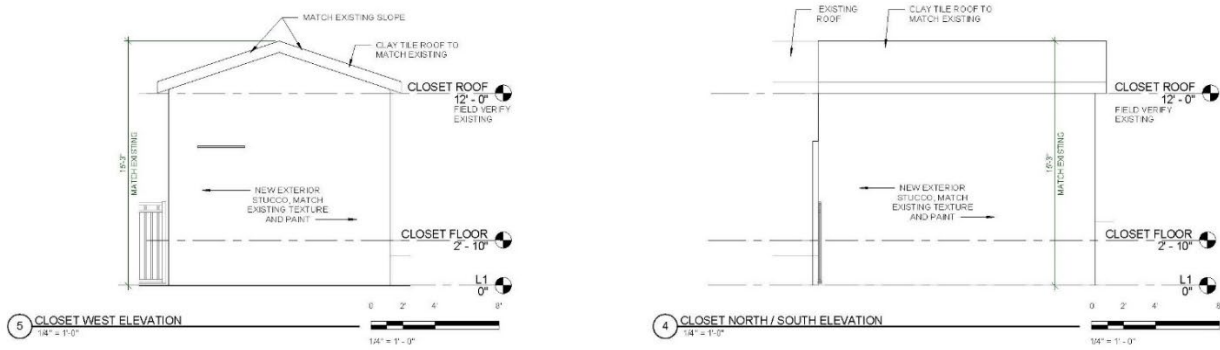 MATCH EXISTING SLOPE
CLAY TILE ROOF TO
MATCH EXISTING
CLOSET ROOF
12' - 0"
FIELD VERIFY
EXISTING
MATCH EXISTING
NEW EXTERIOR
STUCCO, MATCH
EXISTING TEXTURE
AND PAINT
CLOSET FLOOR
2' - 10"
L1
0"
5
CLOSET WEST ELEVATION
1/4" = 1'-0"
0 2' 4' 8'
1/4" = 1' - 0"
EXISTING
ROOF
CLAY TILE ROOF TO
MATCH EXISTING
CLOSET ROOF
12' - 0"
FIELD VERIFY
EXISTING
MATCH EXISTING
NEW EXTERIOR
STUCCO, MATCH
EXISTING TEXTURE
AND PAINT
CLOSET FLOOR
2' - 10"
L1
0"
4
CLOSET NORTH / SOUTH ELEVATION
1/4" = 1'-0"
0 2' 4' 8'
1/4" = 1' - 0"